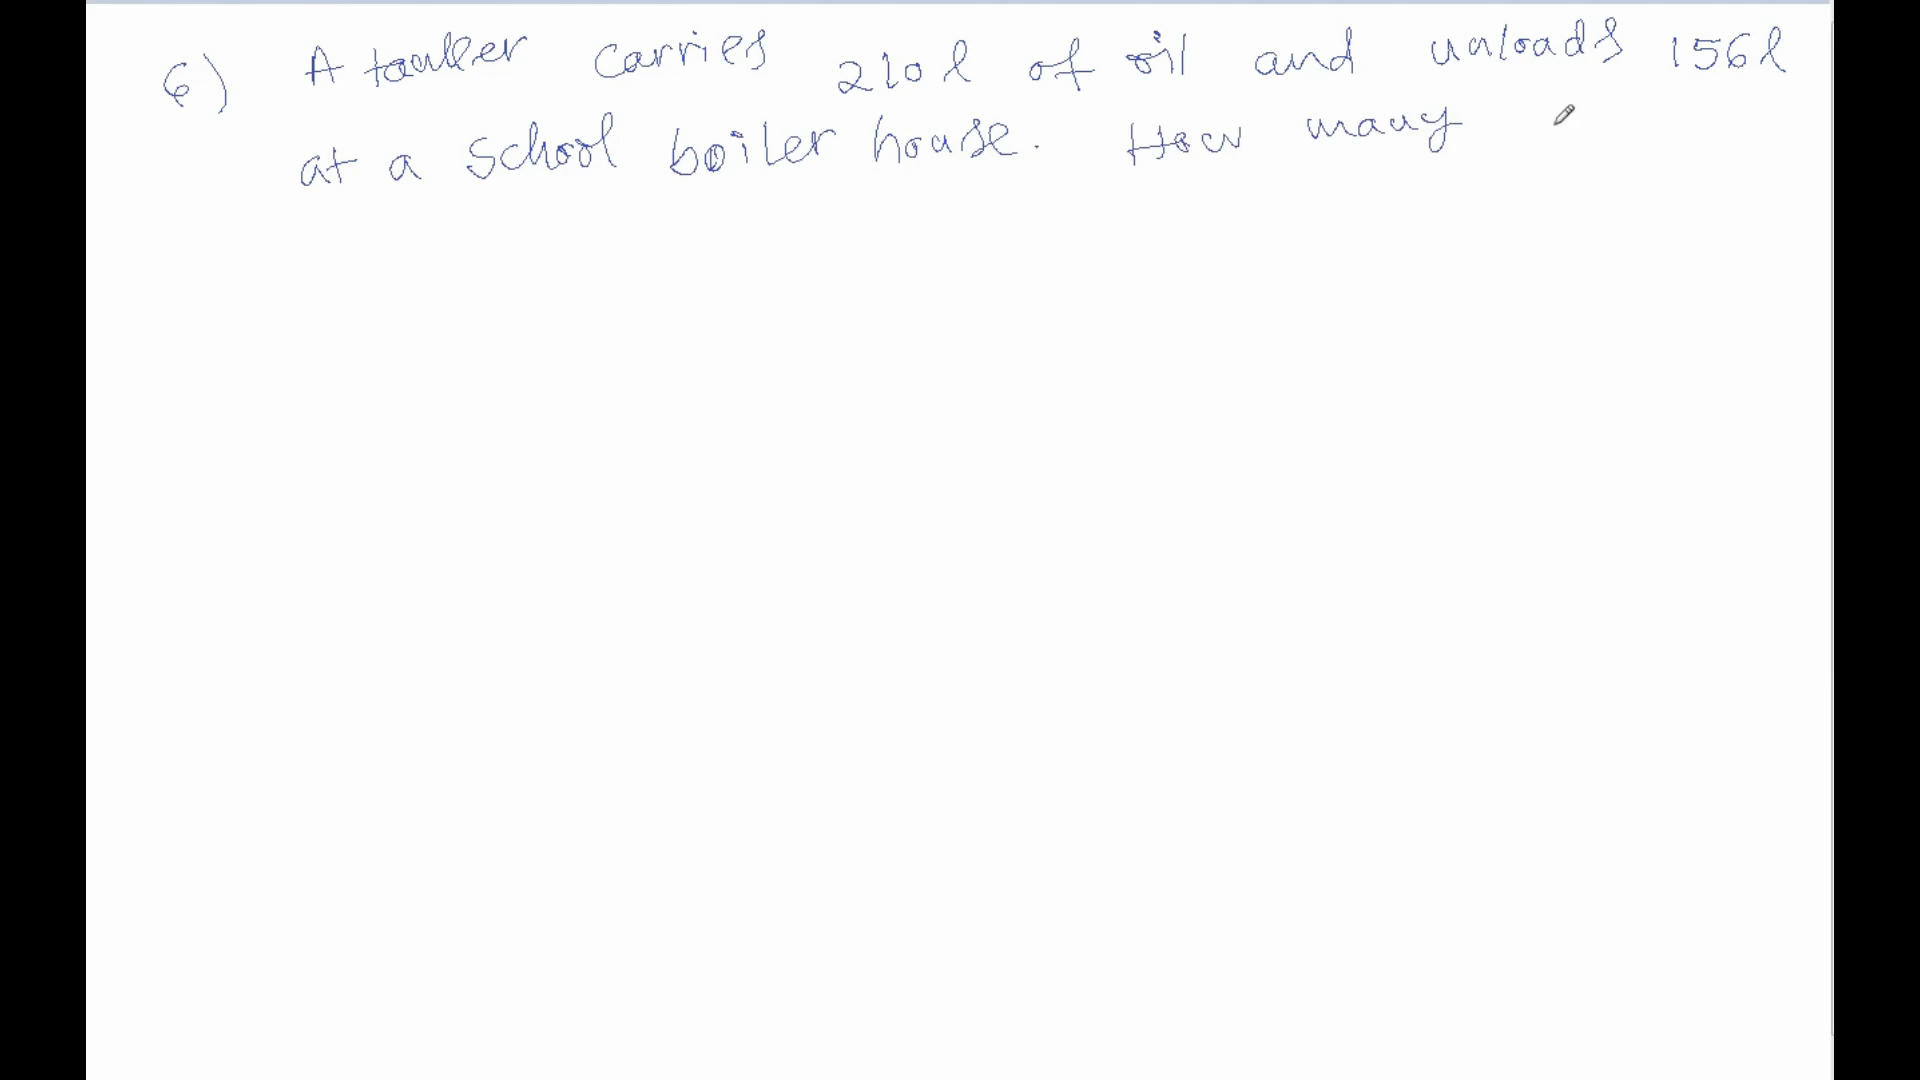 6) A tanker carries 210 l of oil and unloads 156 l
at a school boiler house. How many